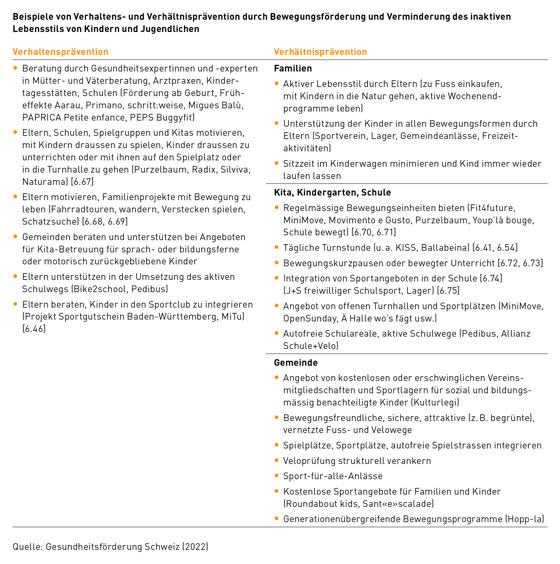 Beispiele von Verhaltens- und Verhältnisprävention durch Bewegungsförderung und Verminderung des inaktiven
Lebensstils von Kindern und Jugendlichen
Verhaltensprävention
• Beratung durch Gesundheitsexpertinnen und -experten
in Mütter- und Väterberatung, Arztpraxen, Kinder-
tagesstätten, Schulen (Förderung ab Geburt, Früh-
effekte Aarau, Primano, schritt:weise, Migues Balù,
PAPRICA Petite enfance, PEPS Buggyfit)
• Eltern, Schulen, Spielgruppen und Kitas motivieren,
mit Kindern draussen zu spielen, Kinder draussen zu
unterrichten oder mit ihnen auf den Spielplatz oder
in die Turnhalle zu gehen (Purzelbaum, Radix, Silviva,
Naturama) [6.67]
• Eltern motivieren, Familienprojekte mit Bewegung zu
leben (Fahrradtouren, wandern, Verstecken spielen,
Schatzsuche) [6.68, 6.69]
• Gemeinden beraten und unterstützen bei Angeboten
für Kita-Betreuung für sprach- oder bildungsferne
oder motorisch zurückgebliebene Kinder
• Eltern unterstützen in der Umsetzung des aktiven
Schulwegs (Bike2school, Pedibus)
• Eltern beraten, Kinder in den Sportclub zu integrieren
(Projekt Sportgutschein Baden-Württemberg, MiTu)
[6.46]
Verhältnisprävention
Familien
• Aktiver Lebensstil durch Eltern (zu Fuss einkaufen,
mit Kindern in die Natur gehen, aktive Wochenend-
programme leben)
• Unterstützung der Kinder in allen Bewegungsformen durch
Eltern (Sportverein, Lager, Gemeindeanlässe, Freizeit-
aktivitäten)
• Sitzzeit im Kinderwagen minimieren und Kind immer wieder
laufen lassen
Kita, Kindergarten, Schule
• Regelmässige Bewegungseinheiten bieten (Fit4future,
MiniMove, Movimento e Gusto, Purzelbaum, Youp'là bouge,
Schule bewegt) [6.70, 6.71]
• Tägliche Turnstunde (u. a. KISS, Ballabeina) [6.41, 6.54]
• Bewegungskurzpausen oder bewegter Unterricht [6.72, 6.73]
• Integration von Sportangeboten in der Schule [6.74]
(J+S freiwilliger Schulsport, Lager) [6.75]
• Angebot von offenen Turnhallen und Sportplätzen (MiniMove,
OpenSunday, Ä Halle wo's fägt usw.)
• Autofreie Schulareale, aktive Schulwege (Pedibus, Allianz
Schule+Velo)
Gemeinde
• Angebot von kostenlosen oder erschwinglichen Vereins-
mitgliedschaften und Sportlagern für sozial und bildungs-
mässig benachteiligte Kinder (Kulturlegi)
• Bewegungsfreundliche, sichere, attraktive (z. B. begrünte),
vernetzte Fuss- und Velowege
• Spielplätze, Sportplätze, autofreie Spielstrassen integrieren
• Veloprüfung strukturell verankern
• Sport-für-alle-Anlässe
• Kostenlose Sportangebote für Familien und Kinder
(Roundabout kids, Sant«e»scalade)
• Generationenübergreifende Bewegungsprogramme (Hopp-la)
Quelle: Gesundheitsförderung Schweiz (2022)